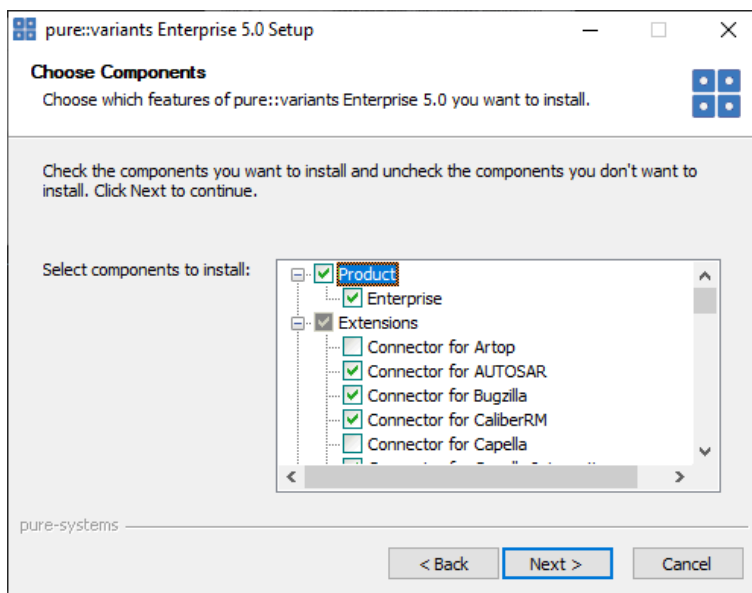 pure::variants Enterprise 5.0 Setup
Choose Components
Choose which features of pure::variants Enterprise 5.0 you want to install.
Check the components you want to install and uncheck the components you don't want to
install. Click Next to continue.
Select components to install:
Product
Enterprise
Extensions
Connector for Artop
Connector for AUTOSAR
Connector for Bugzilla
Connector for CaliberRM
Connector for Capella
pure-systems
< Back
Next >
Cancel